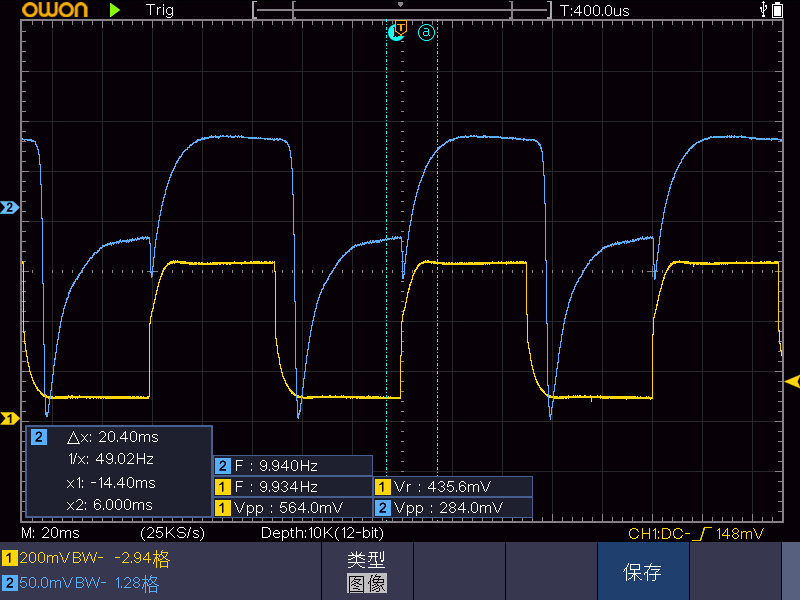 owon Trig T:400.0us
T
a
2
1
2 △x: 20.40ms
1/x: 49.02Hz
x1: -14.40ms
x2: 6.000ms
2 F : 9.940Hz
1 F : 9.934Hz 1 Vr : 435.6mV
1 Vpp : 564.0mV 2 Vpp : 284.0mV
M: 20ms (25KS/s) Depth:10K(12-bit) CH1:DC- 148mV
1 200mVBW- -2.94格
2 50.0mVBW- 1.28格
类型
图像
保存